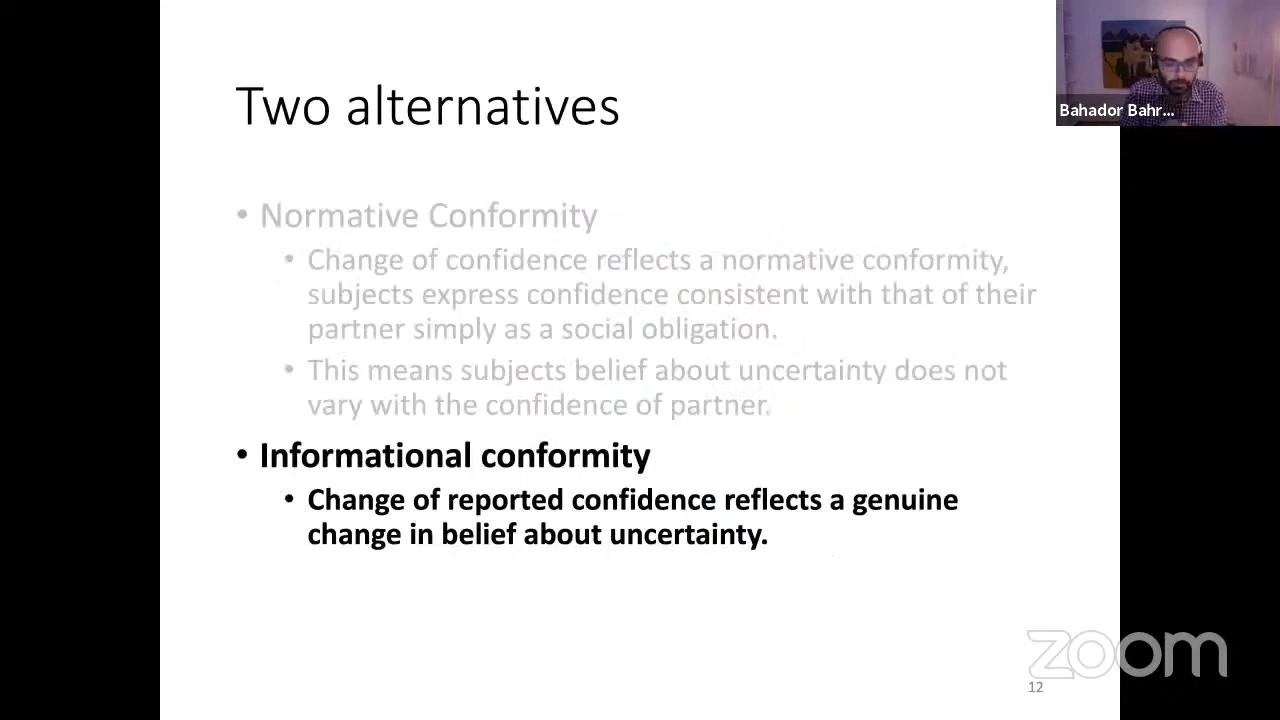 Two alternatives
Bahador Bahr...
• Normative Conformity
• Change of confidence reflects a normative conformity,
subjects express confidence consistent with that of their
partner simply as a social obligation.
• This means subjects belief about uncertainty does not
vary with the confidence of partner.
• Informational conformity
• Change of reported confidence reflects a genuine
change in belief about uncertainty.
zoom
12